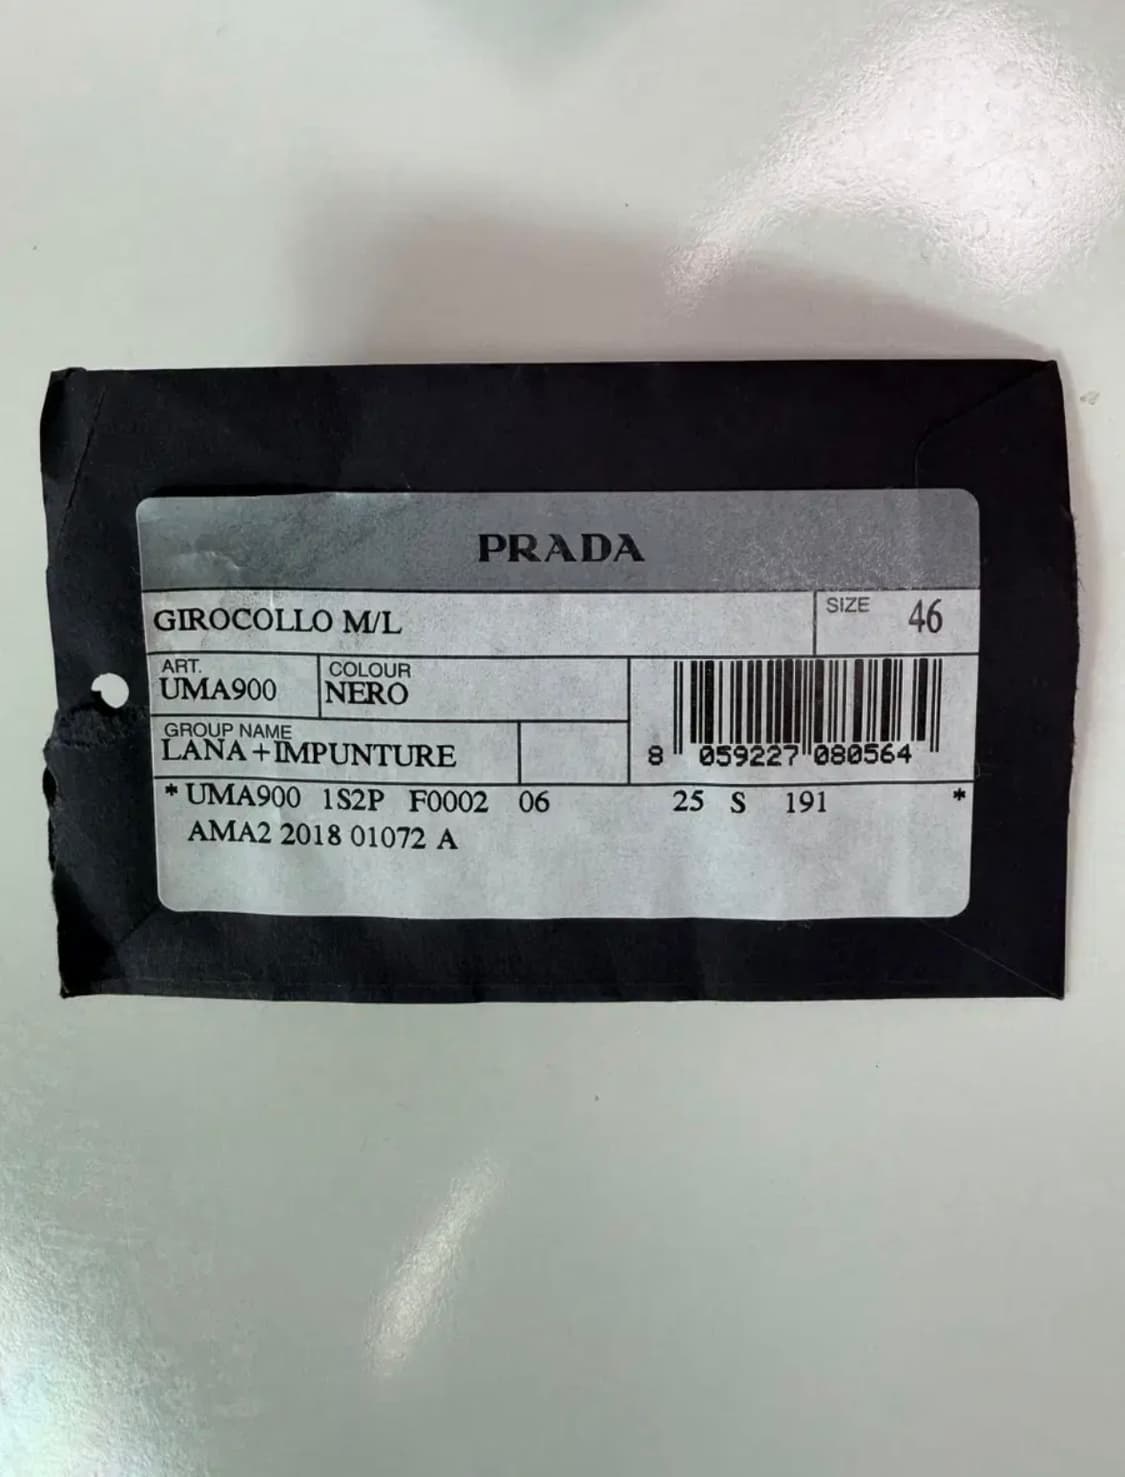 PRADA
GIROCOLLO M/L
SIZE 46
ART.
UMA900
COLOUR
NERO
GROUP NAME
LANA+IMPUNTURE
8 059227 080564
* UMA900 1S2P F0002 06 25 S 191 *
AMA2 2018 01072 A